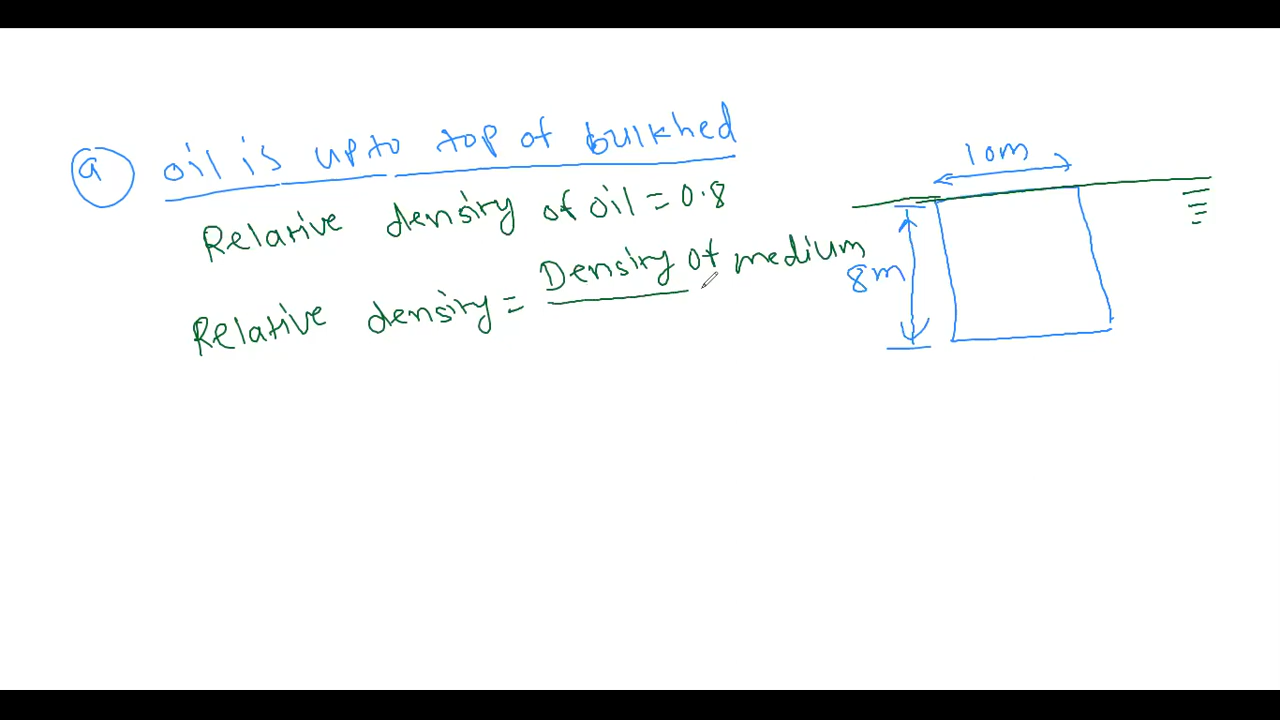 a oil is upto top of bulkhed
Relative density of oil = 0.8
Relative density = Density of medium
10m
8m